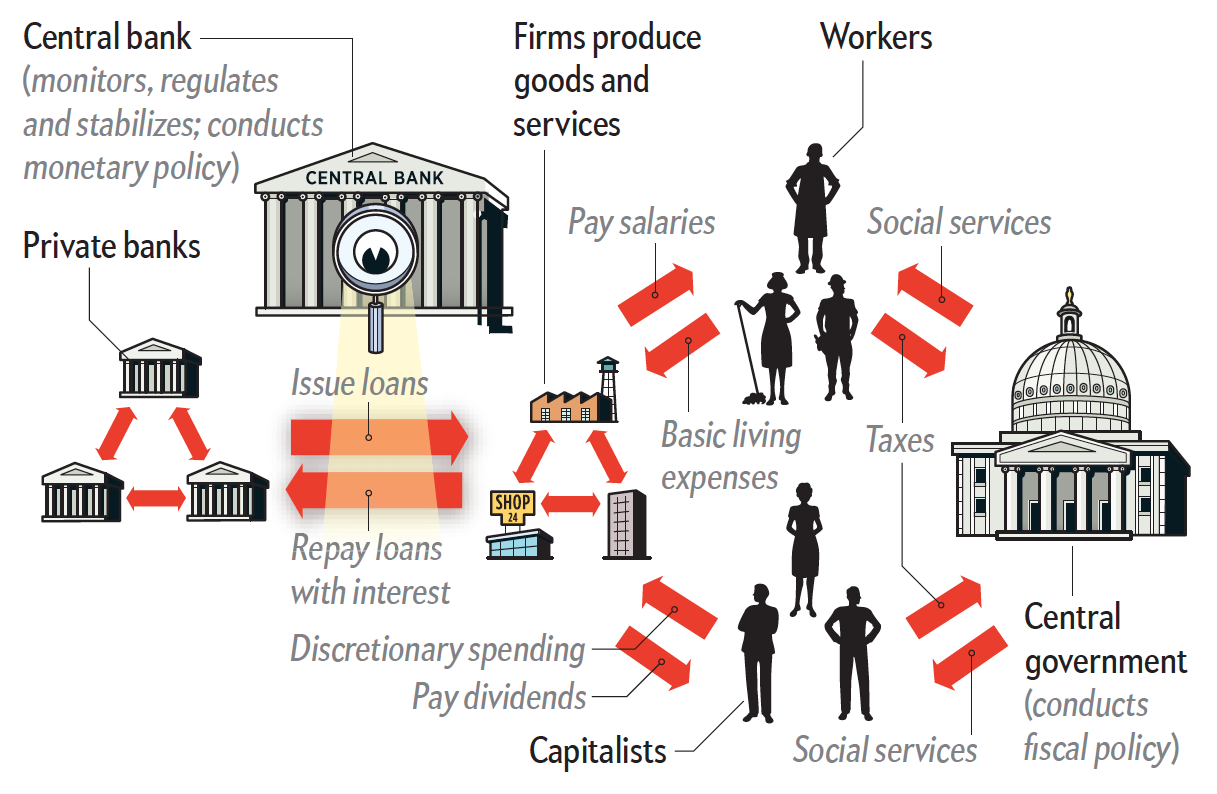 Central bank
(monitors, regulates
and stabilizes; conducts
monetary policy)
Firms produce
goods and
services
Workers
CENTRAL BANK
Private banks
Pay salaries
Social services
Issue loans
Basic living
expenses
Taxes
SHOP
24
Repay loans
with interest
Discretionary spending
Pay dividends
Capitalists
Social services
Central
government
(conducts
fiscal policy)